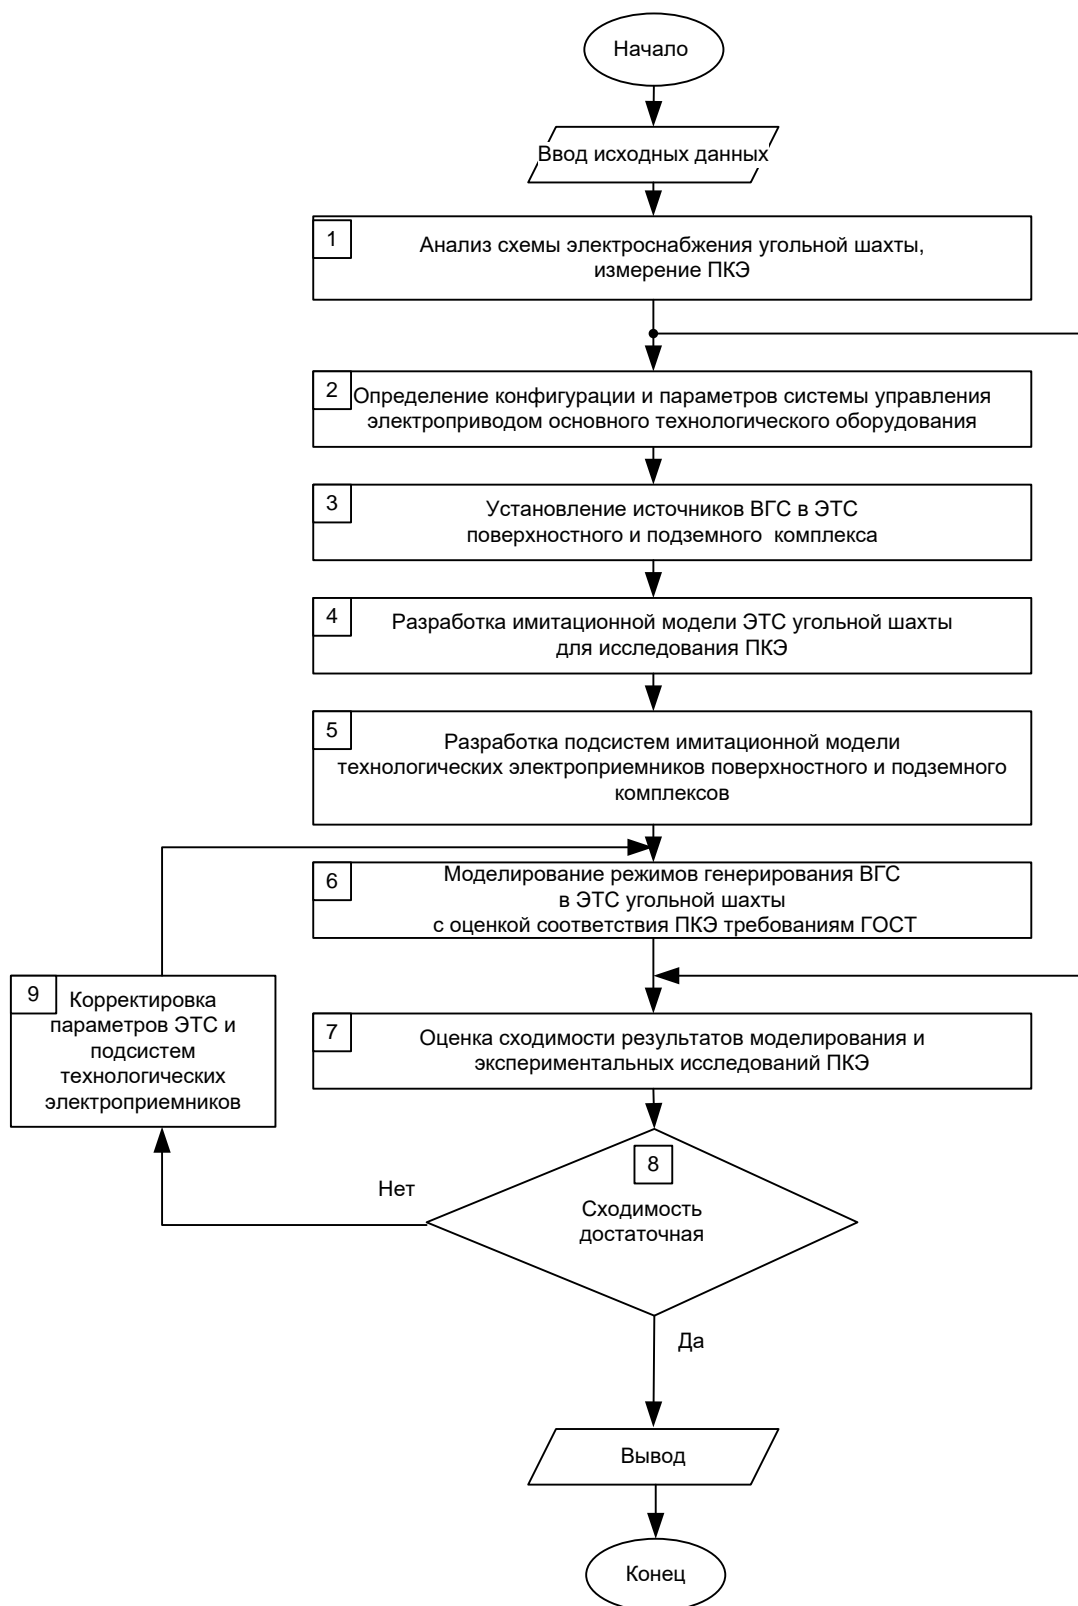 Начало
Ввод исходных данных
1
Анализ схемы электроснабжения угольной шахты,
измерение ПКЭ
2
Определение конфигурации и параметров системы управления
электроприводом основного технологического оборудования
3
Установление источников ВГС в ЭТС
поверхностного и подземного комплекса
4
Разработка имитационной модели ЭТС угольной шахты
для исследования ПКЭ
5
Разработка подсистем имитационной модели
технологических электроприемников поверхностного и подземного
комплексов
6
Моделирование режимов генерирования ВГС
в ЭТС угольной шахты
с оценкой соответствия ПКЭ требованиям ГОСТ
9
Корректировка
параметров ЭТС и
подсистем
технологических
электроприемников
7
Оценка сходимости результатов моделирования и
экспериментальных исследований ПКЭ
8
Сходимость
достаточная
Нет
Да
Вывод
Конец